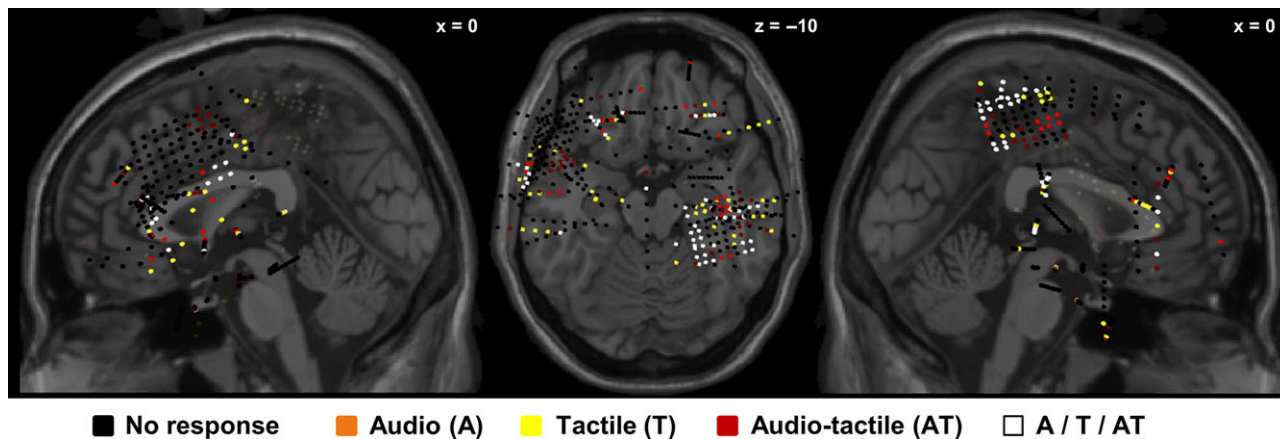 x = 0
z = –10
x = 0
No response
Audio (A)
Tactile (T)
Audio-tactile (AT)
A / T / AT